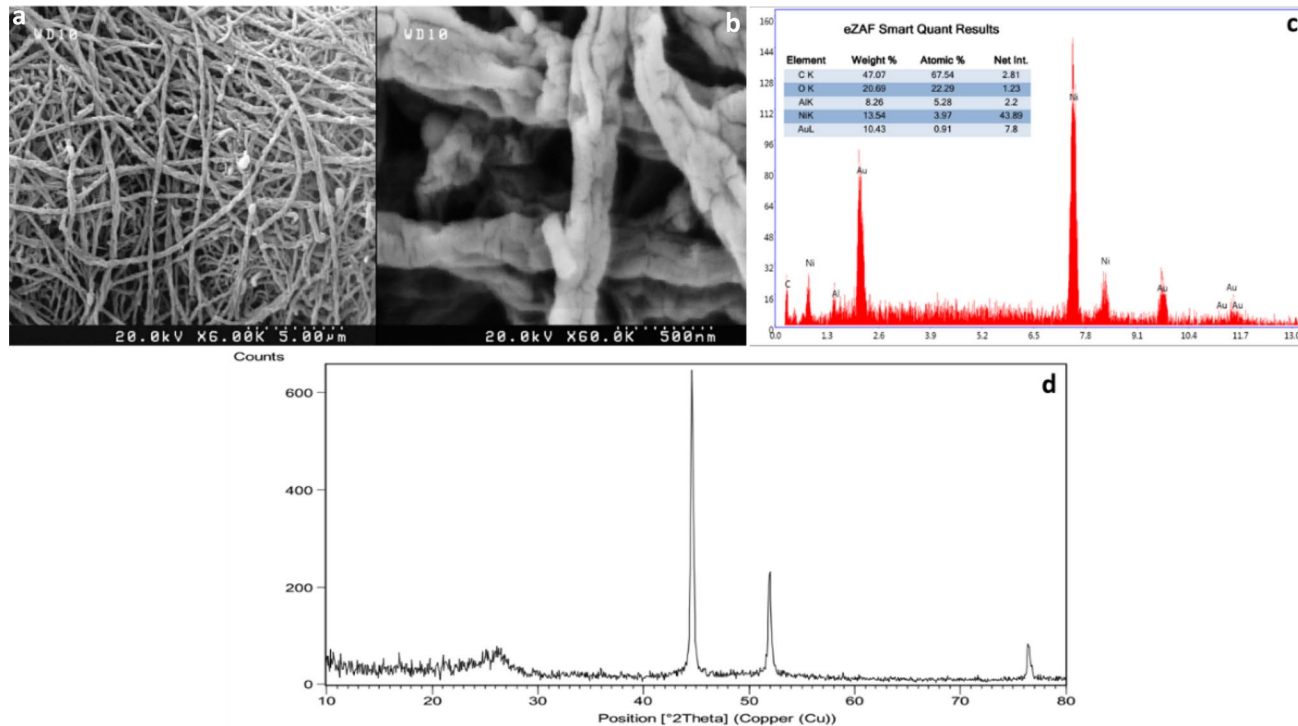 a
WD10
20.0kV X6.00K 5.00μm
b
WD10
20.0kV X60.0K 500nm
c
eZAF Smart Quant Results
Element Weight % Atomic % Net Int.
C K 47.07 67.54 2.81
O K 20.69 22.29 1.23
AlK 8.26 5.28 2.2
NiK 13.54 3.97 43.89
AuL 10.43 0.91 7.8
160
144
128
112
96
80
64
48
32
16
0
C
Ni
Al
Au
Ni
Ni
Au
Au
Au
Au
0.0 1.3 2.6 3.9 5.2 6.5 7.8 9.1 10.4 11.7 13.0
d
Counts
600
400
200
0
10 20 30 40 50 60 70 80
Position [°2Theta] (Copper (Cu))